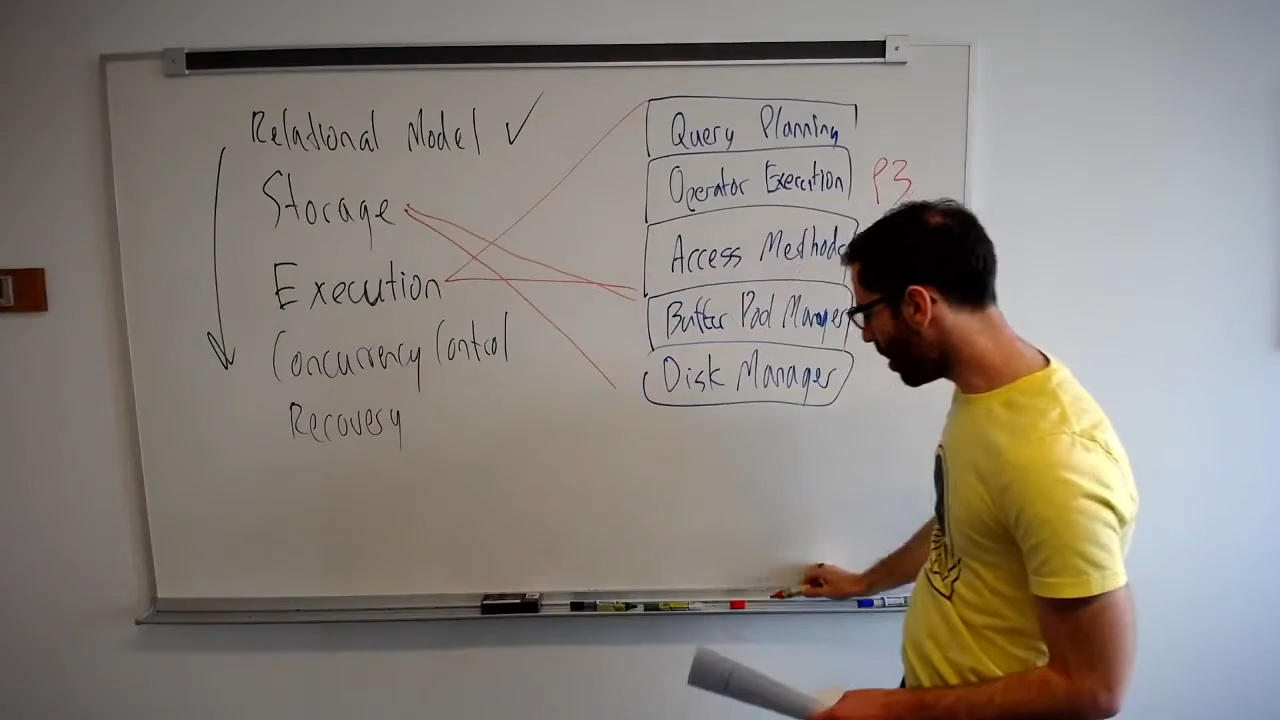 Relational Model ✓
Storage
Execution
Concurrency Control
Recovery
Query Planning
Operator Execution
P3
Access Methods
Buffer Pool Manager
Disk Manager